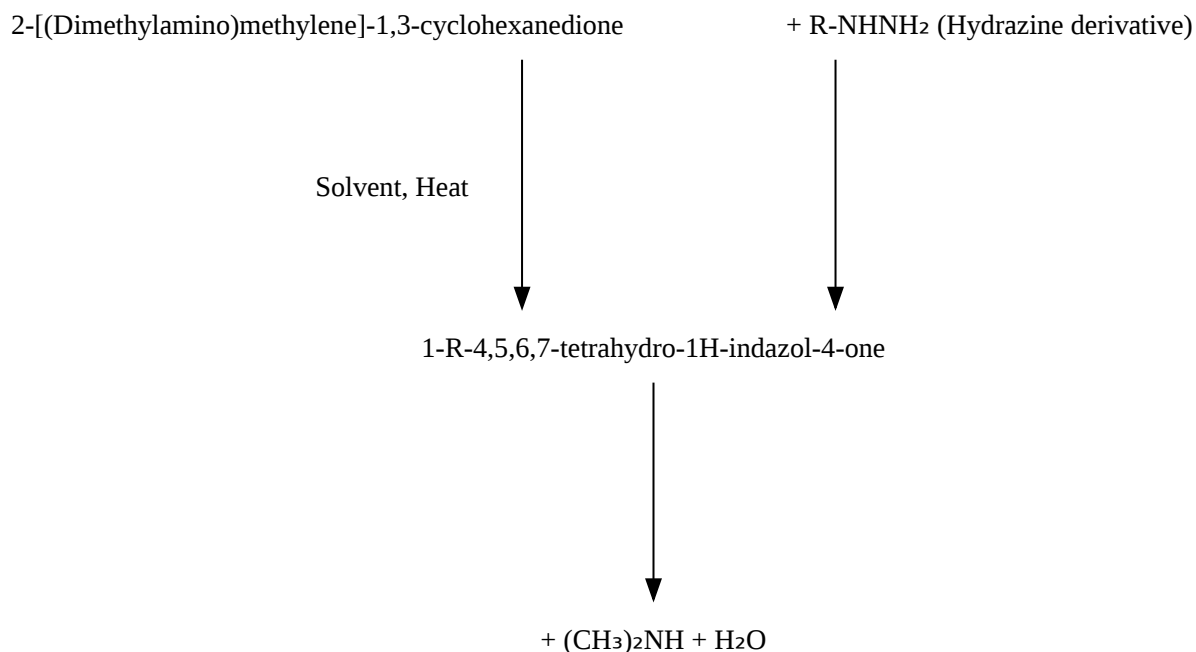 2-[(Dimethylamino)methylene]-1,3-cyclohexanedione
+ R-NHNH₂ (Hydrazine derivative)
Solvent, Heat
1-R-4,5,6,7-tetrahydro-1H-indazol-4-one
+ (CH₃)₂NH + H₂O